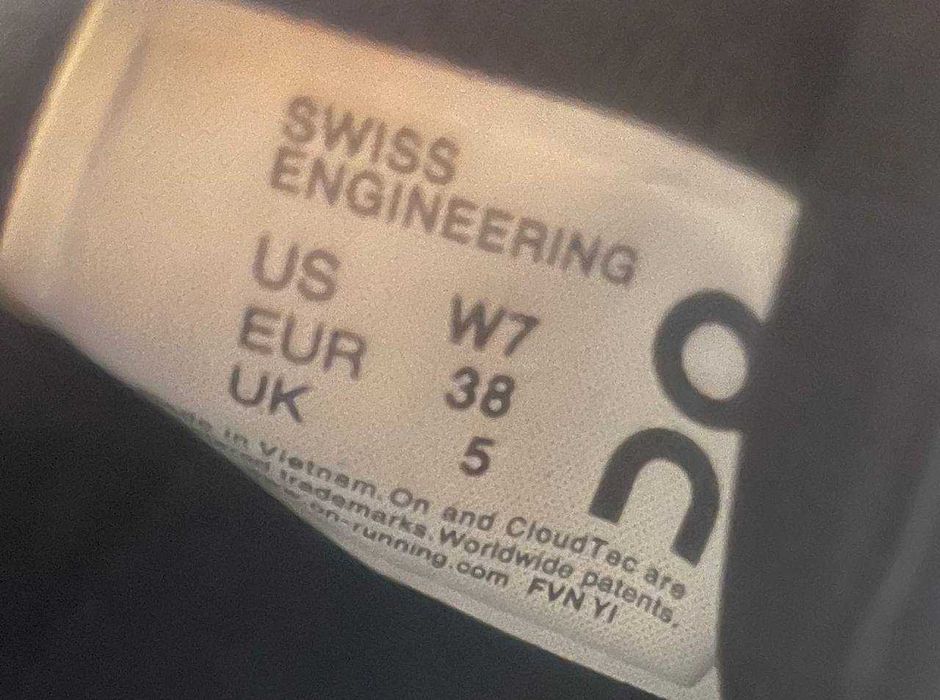 SWISS
ENGINEERING
US W7
EUR 38
UK 5
on
in Vietnam. On and CloudTec are
trademarks. Worldwide patents.
on-running.com FVN YI